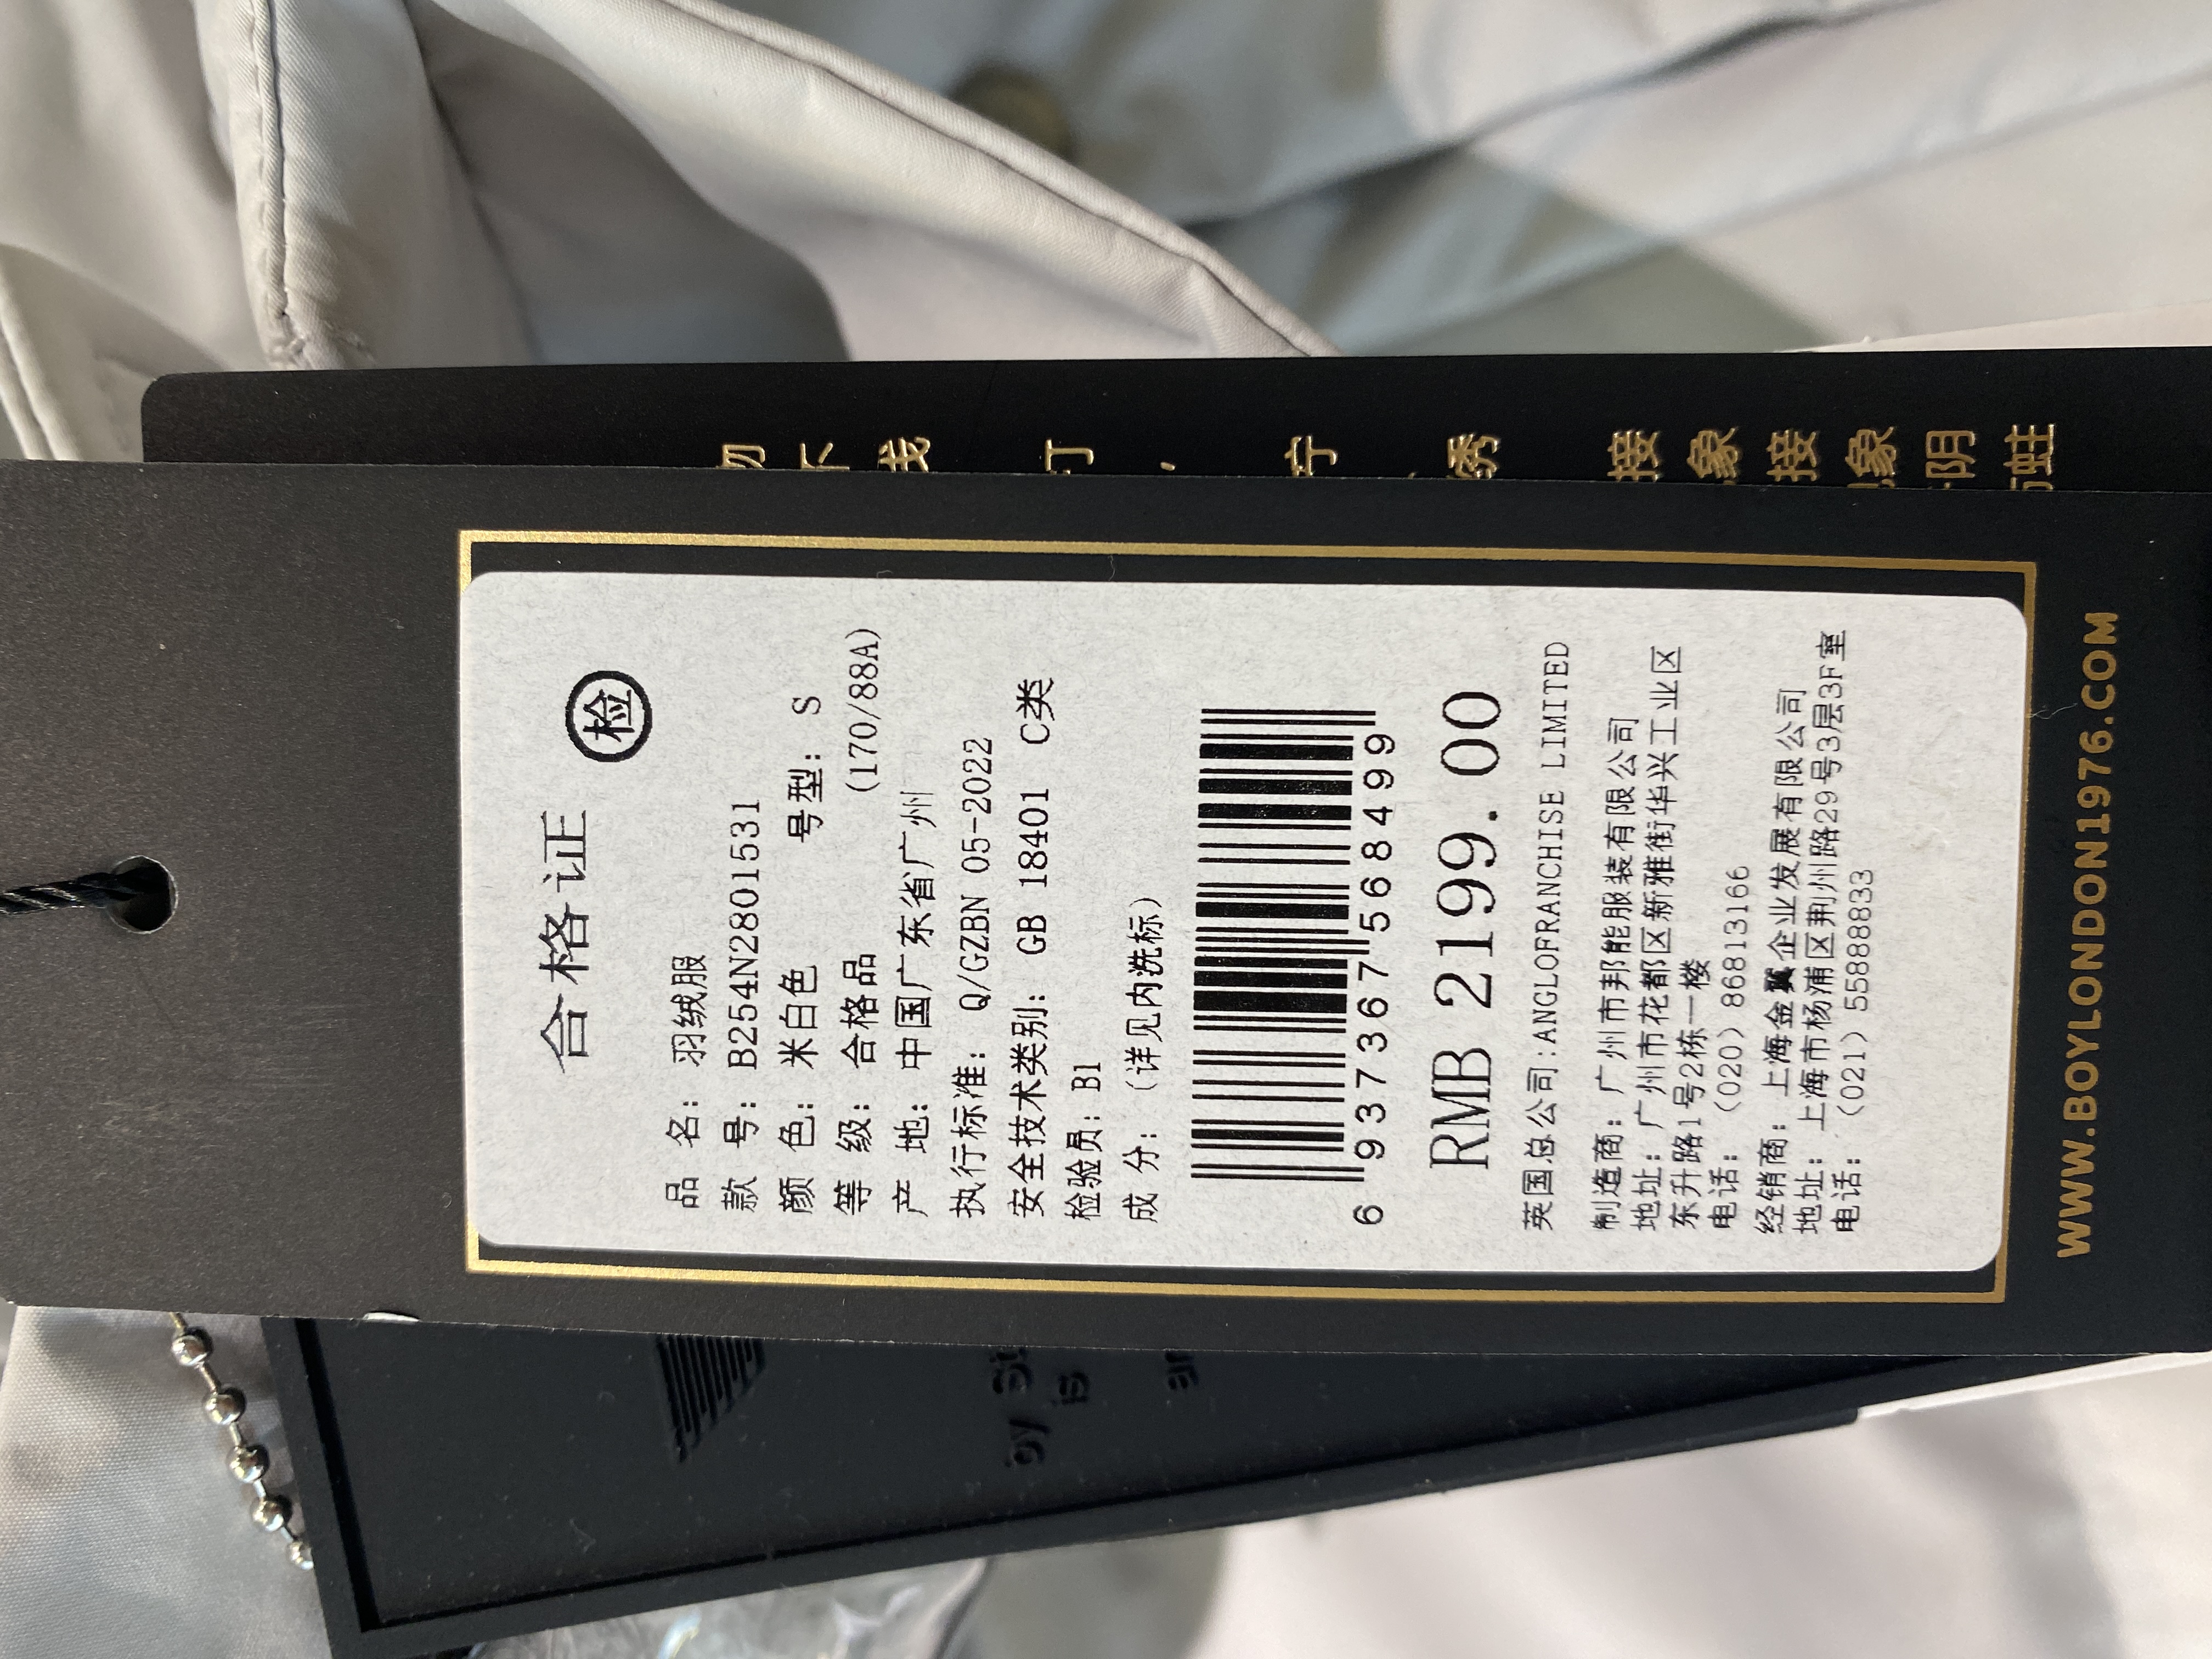 合格证 检
品 名: 羽绒服
款 号: B254N2801531
颜 色: 米白色 号型: S
等 级: 合格品 (170/88A)
产 地: 中国广东省广州
执行标准: Q/GZBN 05-2022
安全技术类别: GB 18401 C类
检验员: B1
成 分: (详见内洗标)
6 937367 568499
RMB 2199.00
英国总公司:ANGLOFRANCHISE LIMITED
制造商: 广州市邦能服装有限公司
地址: 广州市花都区新雅街华兴工业区
东升路1号2栋一楼
电话: (020) 86813166
经销商: 上海金翼企业发展有限公司
地址: 上海市杨浦区荆州路29号3层3F室
电话: (021) 55888833
WWW.BOYLONDON1976.COM